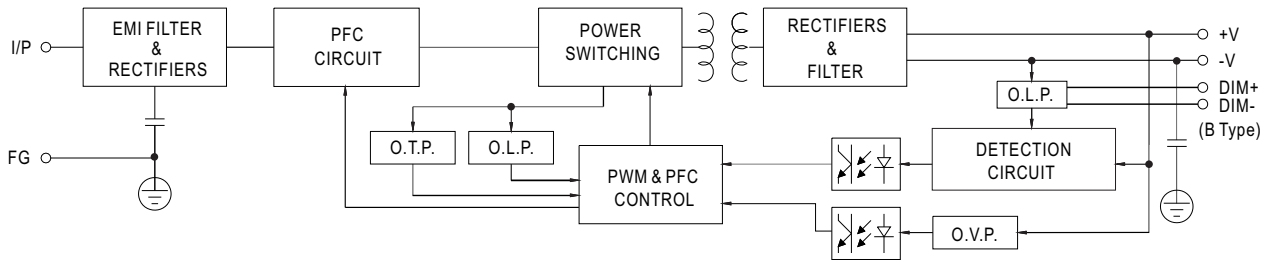 I/P
EMI FILTER
&
RECTIFIERS
PFC
CIRCUIT
POWER
SWITCHING
RECTIFIERS
&
FILTER
+V
-V
DIM+
DIM-
(B Type)
O.L.P.
O.T.P.
O.L.P.
FG
PWM & PFC
CONTROL
DETECTION
CIRCUIT
O.V.P.